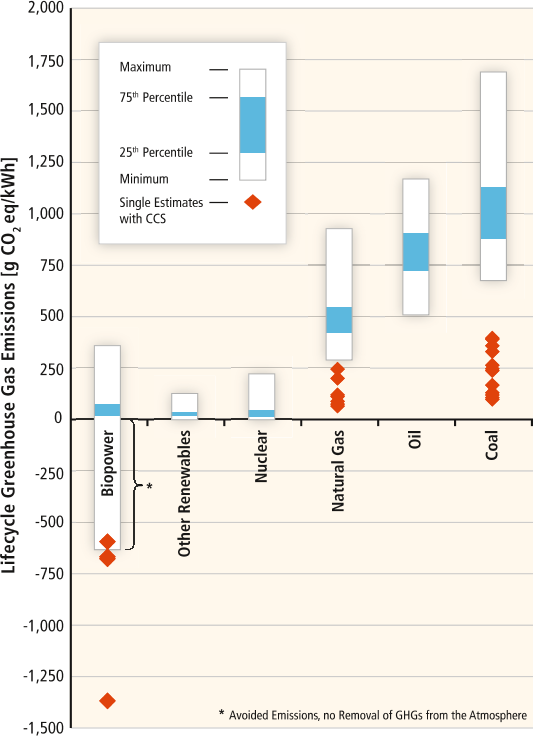 2,000
1,750
1,500
1,250
1,000
750
500
250
0
-250
-500
-750
-1,000
-1,250
-1,500
Lifecycle Greenhouse Gas Emissions [g CO2 eq/kWh]
Maximum
75th Percentile
25th Percentile
Minimum
Single Estimates
with CCS
Biopower
*
Other Renewables
Nuclear
Natural Gas
Oil
Coal
* Avoided Emissions, no Removal of GHGs from the Atmosphere